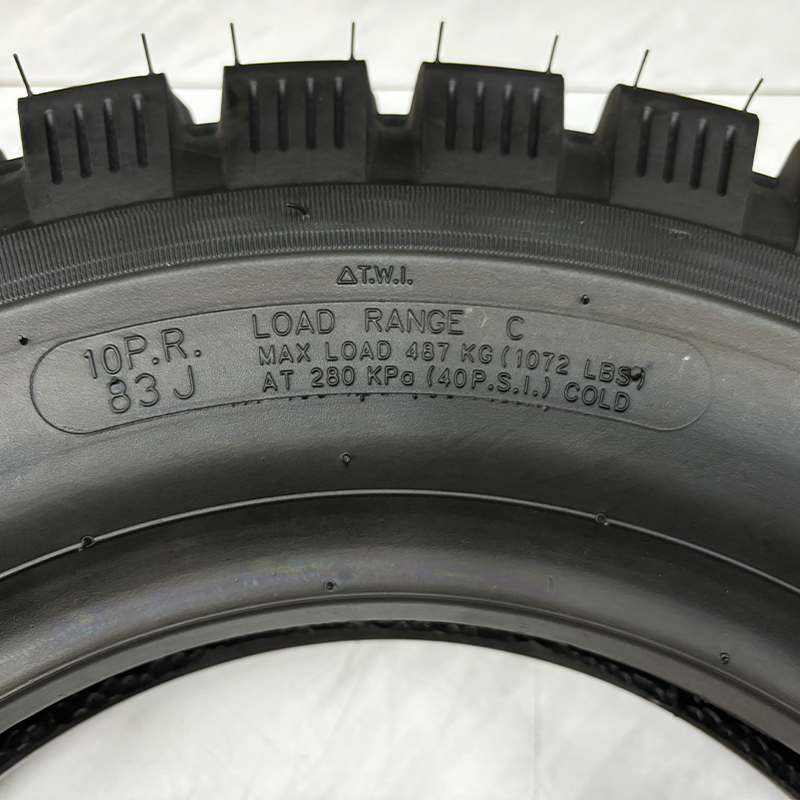 △T.W.I.
10P.R.
83J
LOAD RANGE C
MAX LOAD 487 KG(1072 LBS)
AT 280 KPa (40P.S.I.) COLD